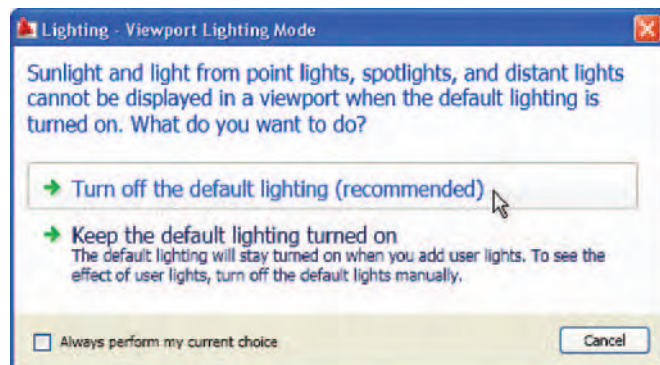 Lighting - Viewport Lighting Mode
Sunlight and light from point lights, spotlights, and distant lights
cannot be displayed in a viewport when the default lighting is
turned on. What do you want to do?
Turn off the default lighting (recommended)
Keep the default lighting turned on
The default lighting will stay turned on when you add user lights. To see the
effect of user lights, turn off the default lights manually.
Always perform my current choice
Cancel